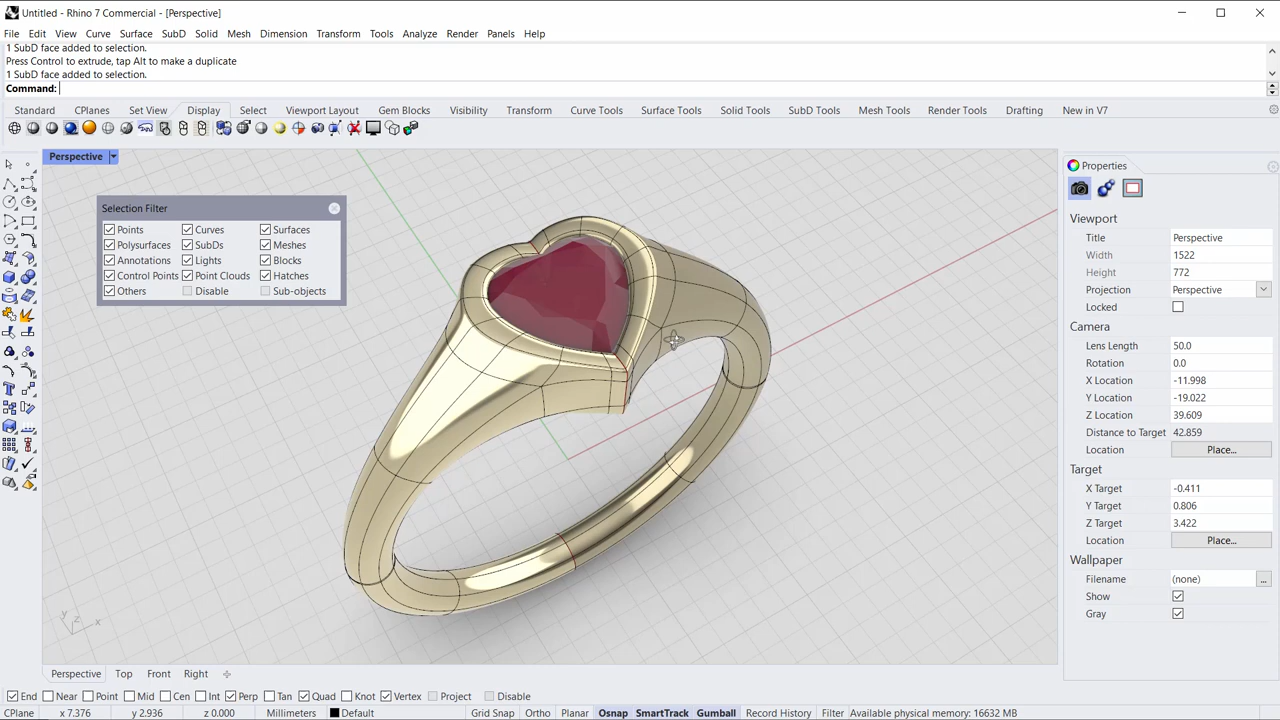 Untitled - Rhino 7 Commercial - [Perspective]
File Edit View Curve Surface SubD Solid Mesh Dimension Transform Tools Analyze Render Panels Help
1 SubD face added to selection.
Press Control to extrude, tap Alt to make a duplicate
1 SubD face added to selection.
Command:
Standard CPlanes Set View Display Select Viewport Layout Gem Blocks Visibility Transform Curve Tools Surface Tools Solid Tools SubD Tools Mesh Tools Render Tools Drafting New in V7
Perspective
Selection Filter
Points Curves Surfaces
Polysurfaces SubDs Meshes
Annotations Lights Blocks
Control Points Point Clouds Hatches
Others Disable Sub-objects
Properties
Viewport
Title Perspective
Width 1522
Height 772
Projection Perspective
Locked
Camera
Lens Length 50.0
Rotation 0.0
X Location -11.998
Y Location -19.022
Z Location 39.609
Distance to Target 42.859
Location Place...
Target
X Target -0.411
Y Target 0.806
Z Target 3.422
Location Place...
Wallpaper
Filename (none) ...
Show
Gray
y z x
Perspective Top Front Right
End Near Point Mid Cen Int Perp Tan Quad Knot Vertex Project Disable
CPlane x 7.376 y 2.936 z 0.000 Millimeters Default Grid Snap Ortho Planar Osnap SmartTrack Gumball Record History Filter Available physical memory: 16632 MB